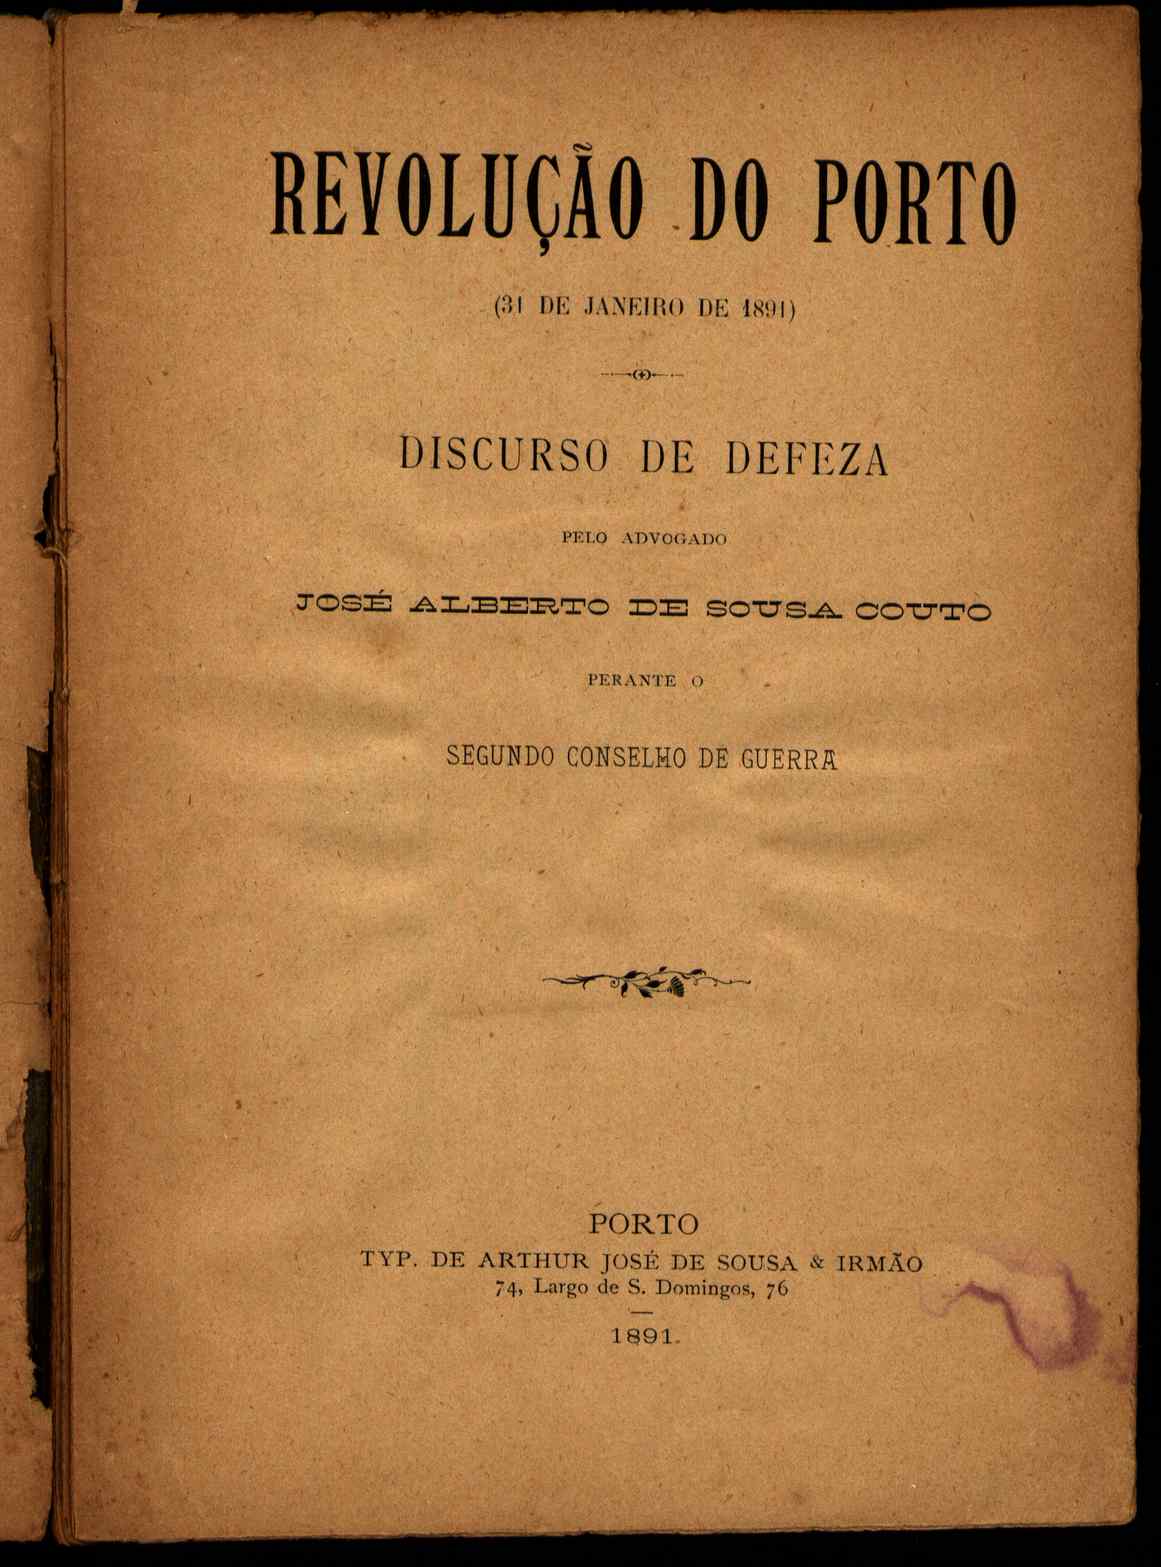 REVOLUÇÃO DO PORTO
(31 DE JANEIRO DE 1891)
DISCURSO DE DEFEZA
PELO ADVOGADO
JOSÉ ALBERTO DE SOUSA COUTO
PERANTE O
SEGUNDO CONSELHO DE GUERRA
PORTO
TYP. DE ARTHUR JOSÉ DE SOUSA & IRMÃO
74, Largo de S. Domingos, 76
1891